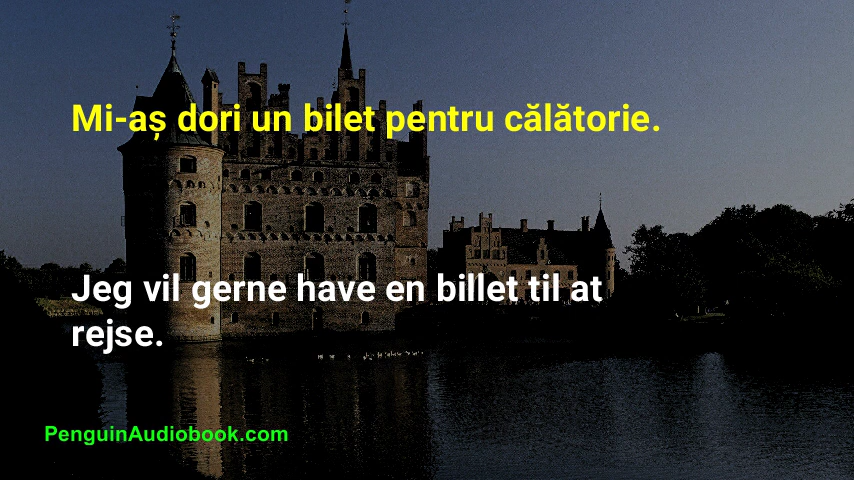 Mi-aș dori un bilet pentru călătorie.
Jeg vil gerne have en billet til at
rejse.
PenguinAudiobook.com